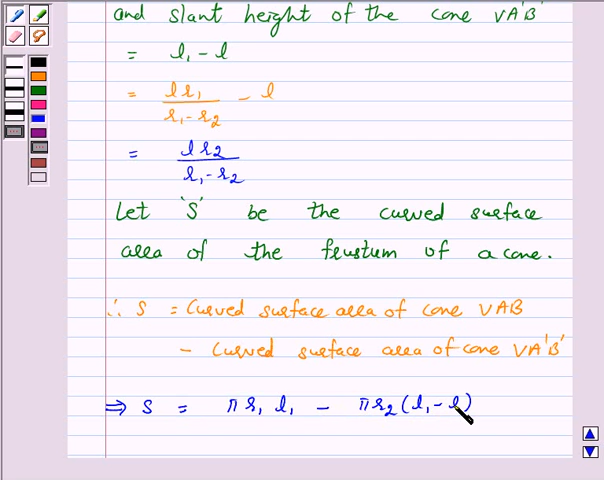 and slant height of the cone VA'B'
= l₁ - l
= lr₁/(r₁-r₂) - l
= lr₂/(r₁-r₂)
Let 'S' be the curved surface
area of the frustum of a cone.
∴ S = Curved surface area of cone VAB
- Curved surface area of cone VA'B'
⇒ S = πr₁l₁ - πr₂(l₁-l)